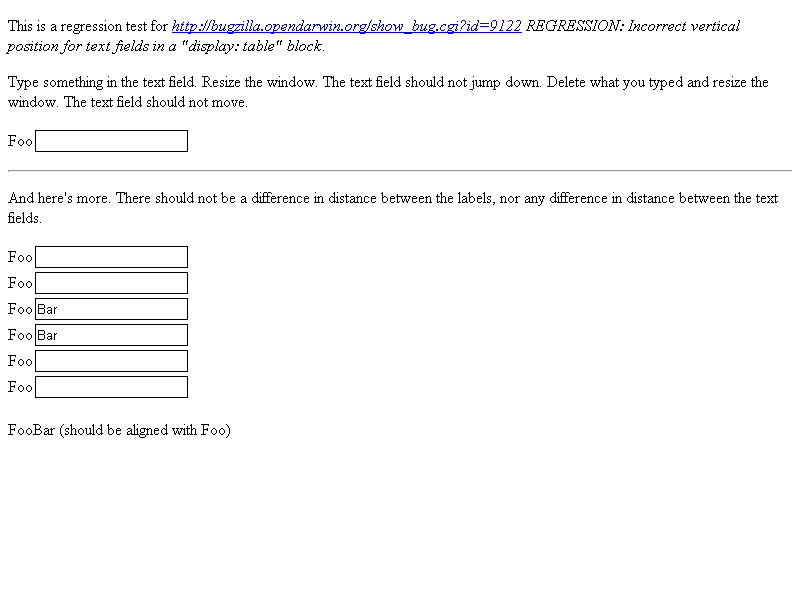 This is a regression test for http://bugzilla.opendarwin.org/show_bug.cgi?id=9122 REGRESSION: Incorrect vertical
position for text fields in a "display: table" block.
Type something in the text field. Resize the window. The text field should not jump down. Delete what you typed and resize the
window. The text field should not move.
Foo
And here's more. There should not be a difference in distance between the labels, nor any difference in distance between the text
fields.
Foo
Foo
Foo Bar
Foo Bar
Foo
Foo
FooBar (should be aligned with Foo)